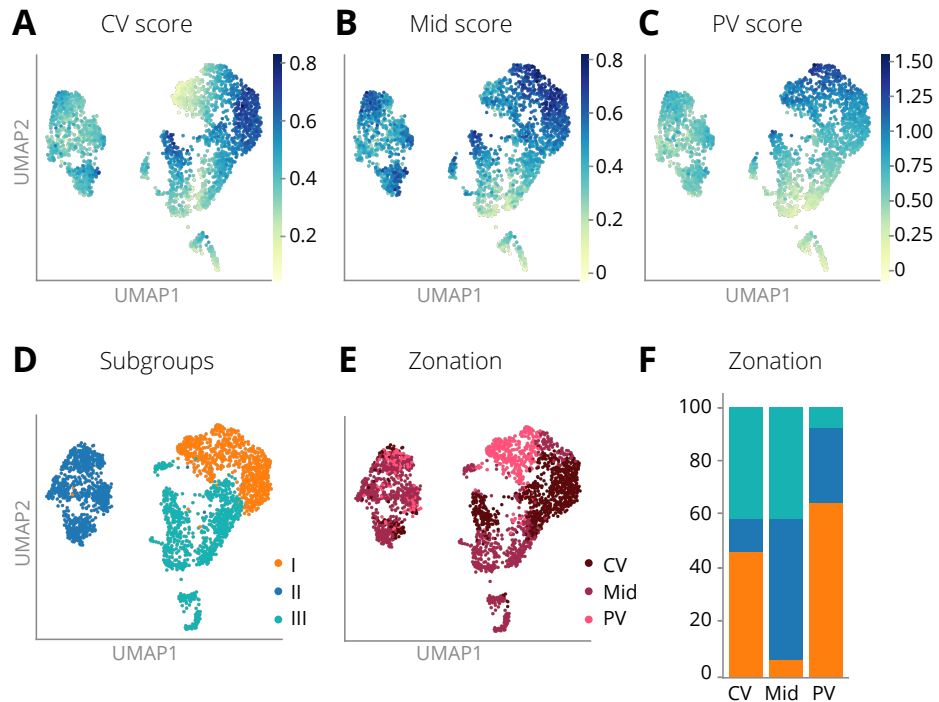 A CV score
B Mid score
C PV score
UMAP2
0.8
0.6
0.4
0.2
UMAP1
0.8
0.6
0.4
0.2
0
UMAP1
1.50
1.25
1.00
0.75
0.50
0.25
0
UMAP1
D Subgroups
E Zonation
F Zonation
UMAP2
I
II
III
UMAP1
CV
Mid
PV
UMAP1
100
80
60
40
20
0
CV Mid PV